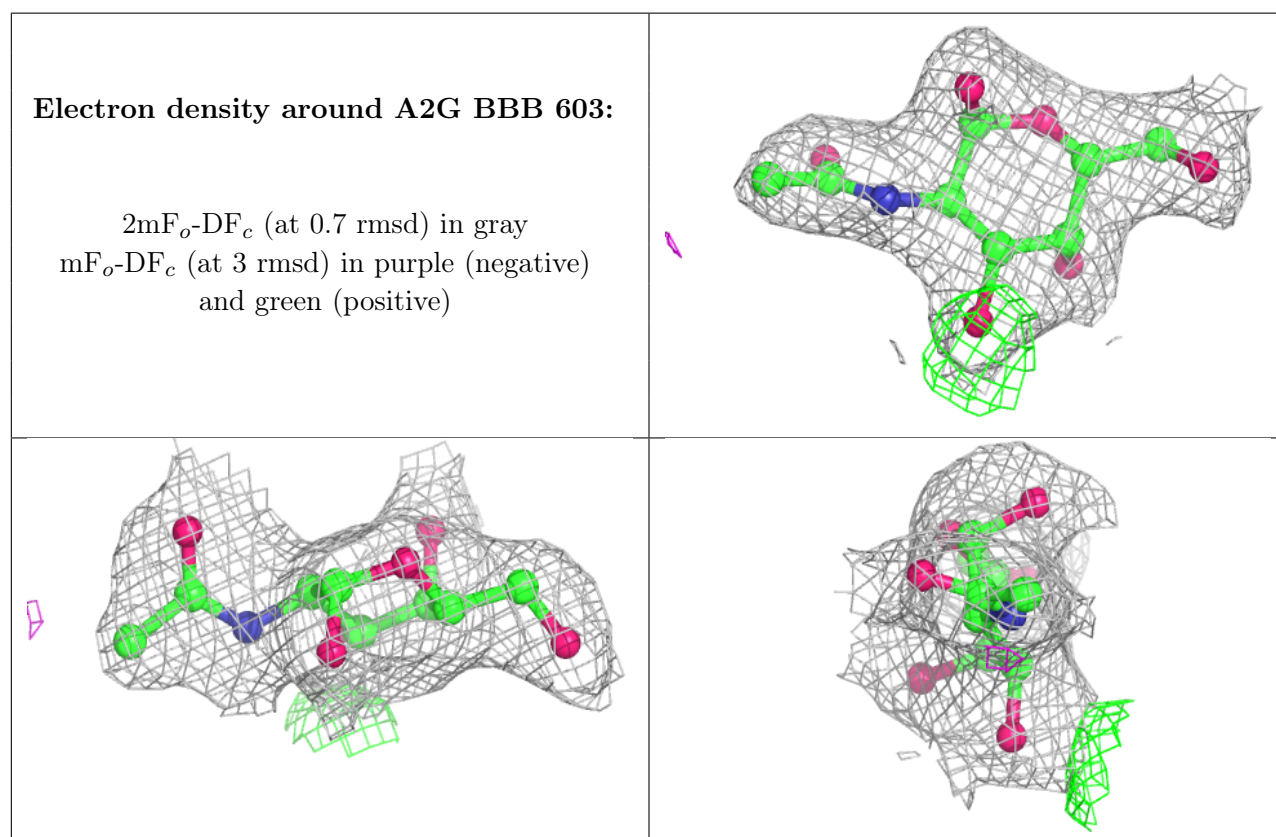 Electron density around A2G BBB 603:
2mFo-DFc (at 0.7 rmsd) in gray
mFo-DFc (at 3 rmsd) in purple (negative)
and green (positive)